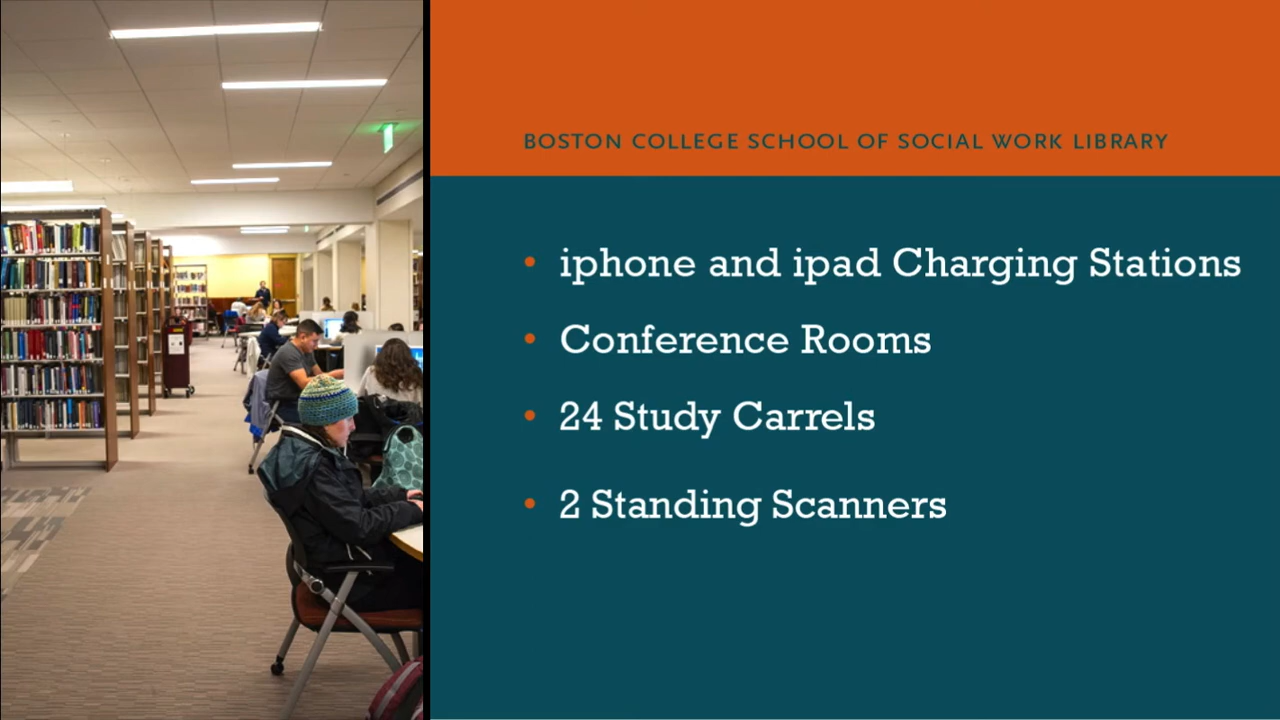 BOSTON COLLEGE SCHOOL OF SOCIAL WORK LIBRARY
• iphone and ipad Charging Stations
• Conference Rooms
• 24 Study Carrels
• 2 Standing Scanners